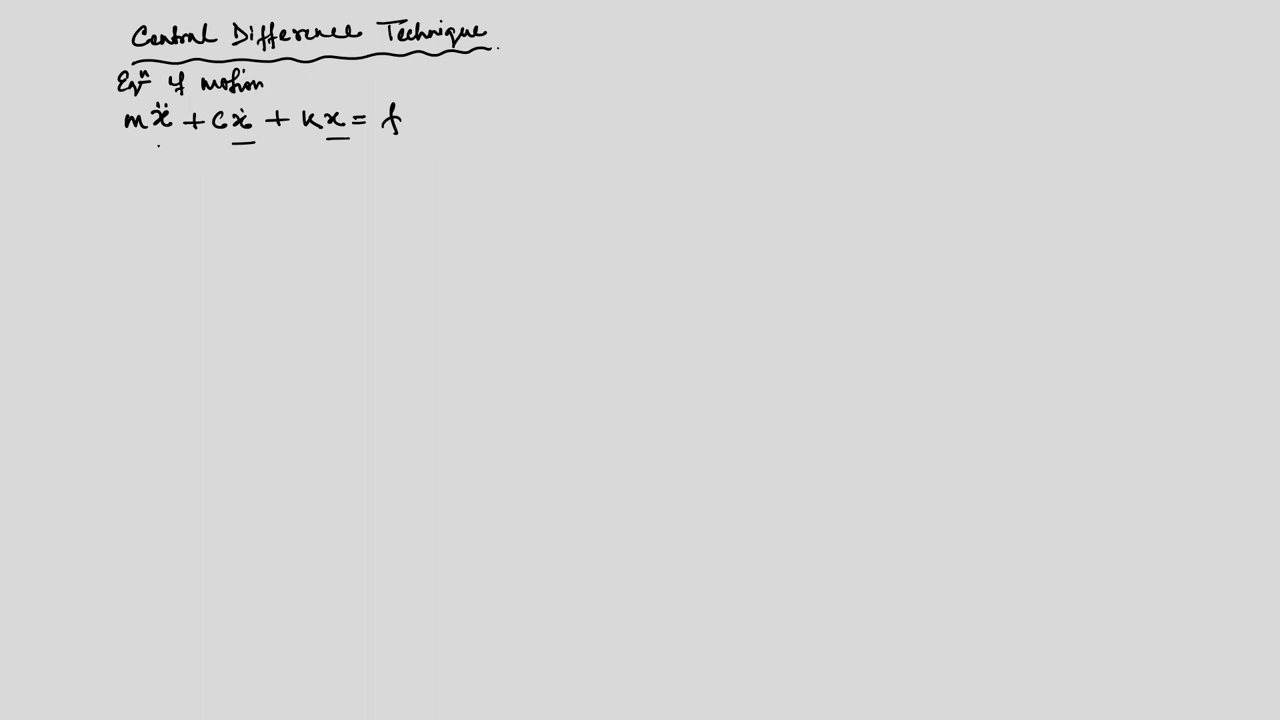 Central Difference Technique.
Eqⁿ of motion
mẍ + cẋ + kx = f